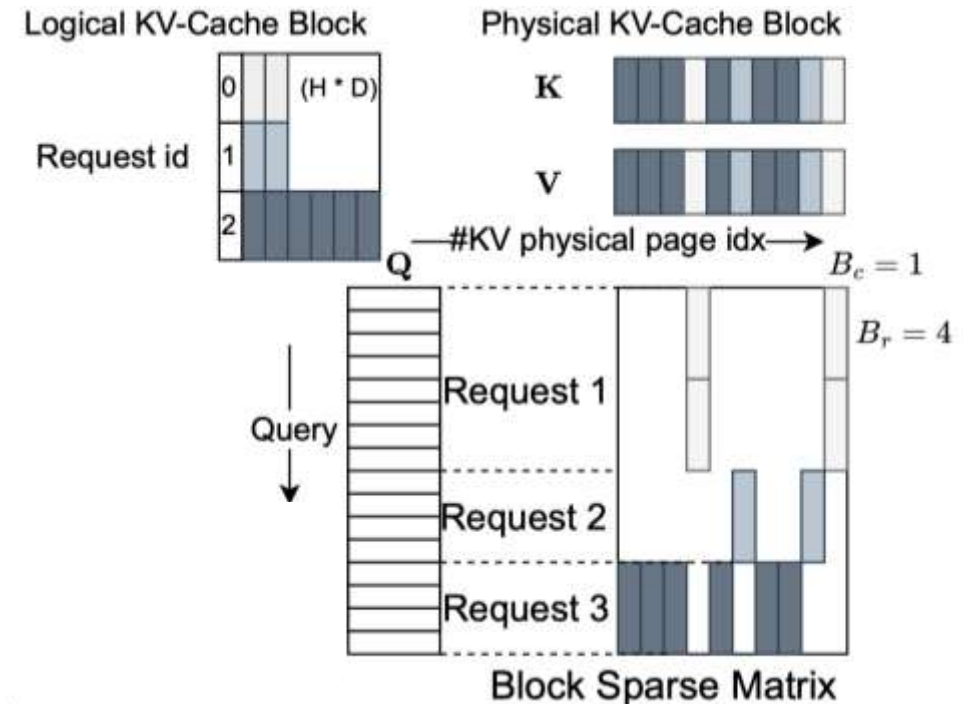 Logical KV-Cache Block
Physical KV-Cache Block
0
(H * D)
K
Request id
1
V
2
#KV physical page idx
Q
B_c = 1
B_r = 4
Request 1
Query
Request 2
Request 3
Block Sparse Matrix